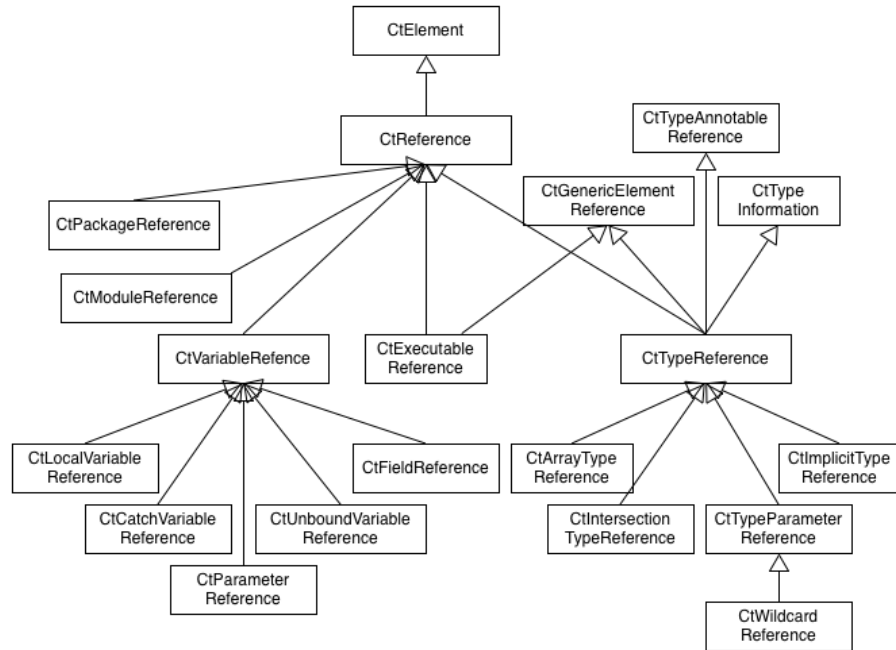 CtElement
CtReference
CtTypeAnnotable
Reference
CtGenericElement
Reference
CtType
Information
CtPackageReference
CtModuleReference
CtVariableRefence
CtExecutable
Reference
CtTypeReference
CtLocalVariable
Reference
CtFieldReference
CtArrayType
Reference
CtImplicitType
Reference
CtCatchVariable
Reference
CtUnboundVariable
Reference
CtIntersection
TypeReference
CtTypeParameter
Reference
CtParameter
Reference
CtWildcard
Reference